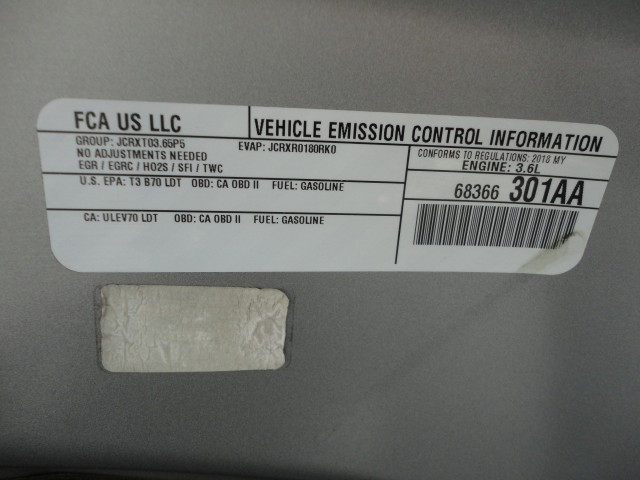 FCA US LLC
VEHICLE EMISSION CONTROL INFORMATION
GROUP: JCRXT03.65P5 EVAP: JCRXR0180RK0
NO ADJUSTMENTS NEEDED
EGR / EGRC / HO2S / SFI / TWC
CONFORMS TO REGULATIONS: 2018 MY
ENGINE: 3.6L
U.S. EPA: T3 B70 LDT OBD: CA OBD II FUEL: GASOLINE
68366 301AA
CA: ULEV70 LDT OBD: CA OBD II FUEL: GASOLINE